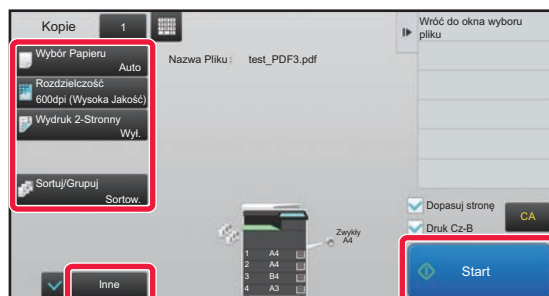 Kopie 1
Nazwa Pliku : test_PDF3.pdf
Wybór Papieru
Auto
Rozdzielczość
600dpi (Wysoka Jakość)
Wydruk 2-Stronny
Wył.
Sortuj/Grupuj
Sortow.
Inne
Zwykły
A4
1 A4
2 A4
3 B4
4 A3
Wróć do okna wyboru
pliku
Dopasuj stronę
Druk Cz-B
CA
Start